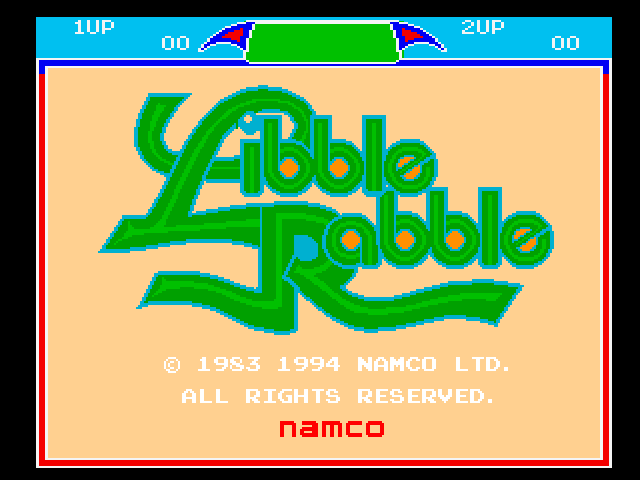 1UP 2UP
00 00
Libble
Rabble
© 1983 1994 NAMCO LTD.
ALL RIGHTS RESERVED.
namco